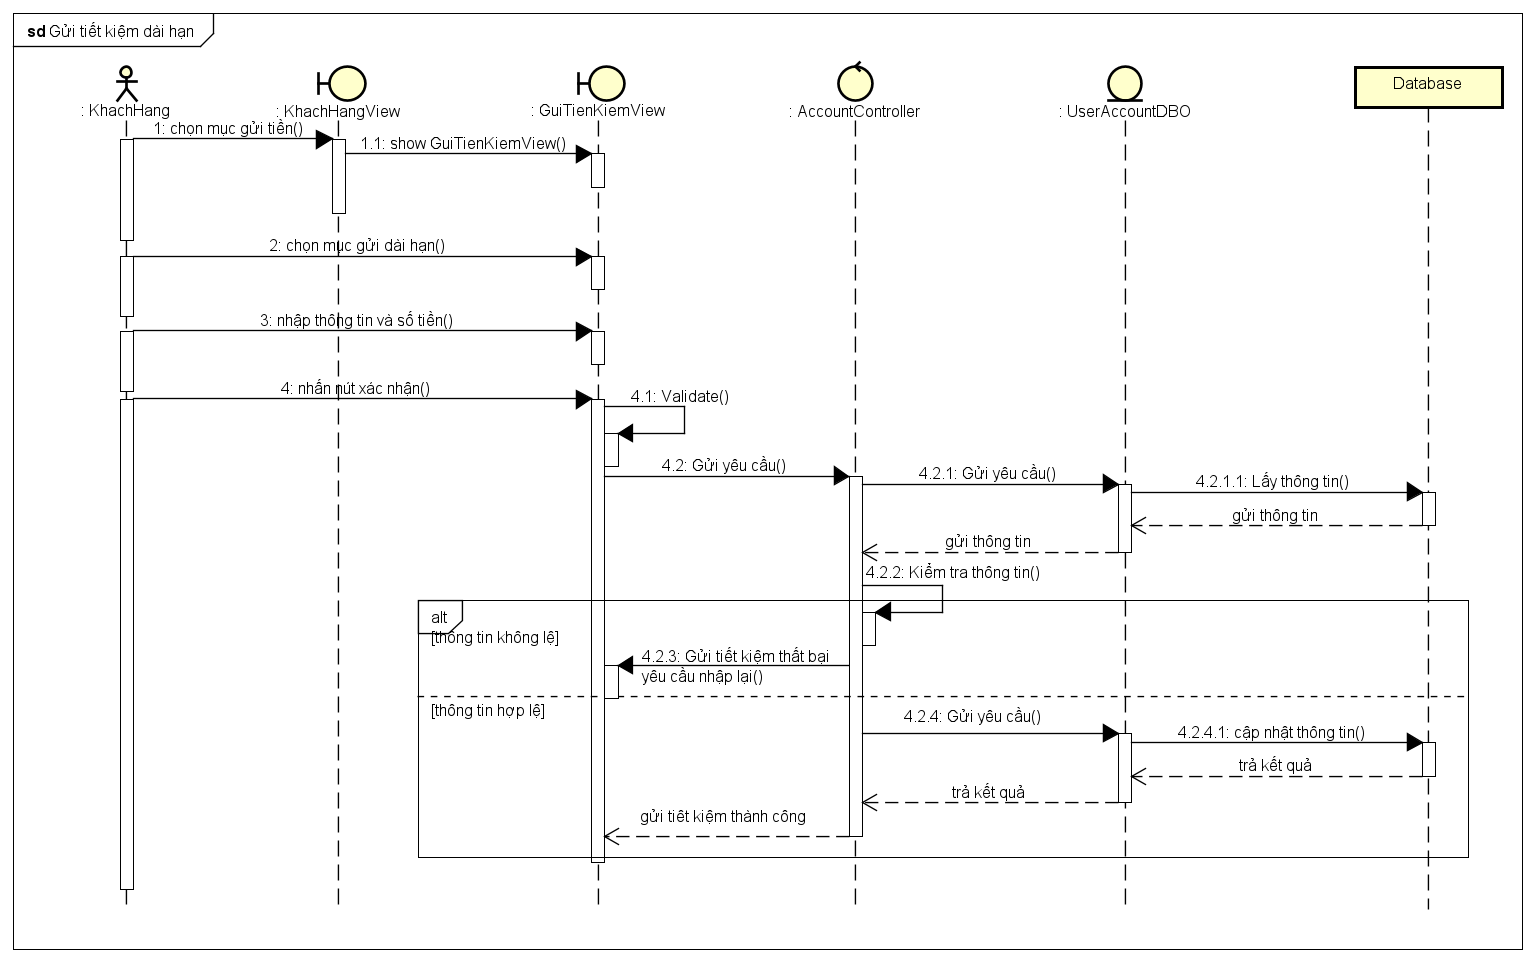 sd Gửi tiết kiệm dài hạn
: KhachHang
: KhachHangView
: GuiTienKiemView
: AccountController
: UserAccountDBO
Database
1: chọn mục gửi tiền()
1.1: show GuiTienKiemView()
2: chọn mục gửi dài hạn()
3: nhập thông tin và số tiền()
4: nhấn nút xác nhận()
4.1: Validate()
4.2: Gửi yêu cầu()
4.2.1: Gửi yêu cầu()
4.2.1.1: Lấy thông tin()
gửi thông tin
gửi thông tin
4.2.2: Kiểm tra thông tin()
alt
[thông tin không lệ]
4.2.3: Gửi tiết kiệm thất bại
yêu cầu nhập lại()
[thông tin hợp lệ]
4.2.4: Gửi yêu cầu()
4.2.4.1: cập nhật thông tin()
trả kết quả
trả kết quả
gửi tiêt kiệm thành công